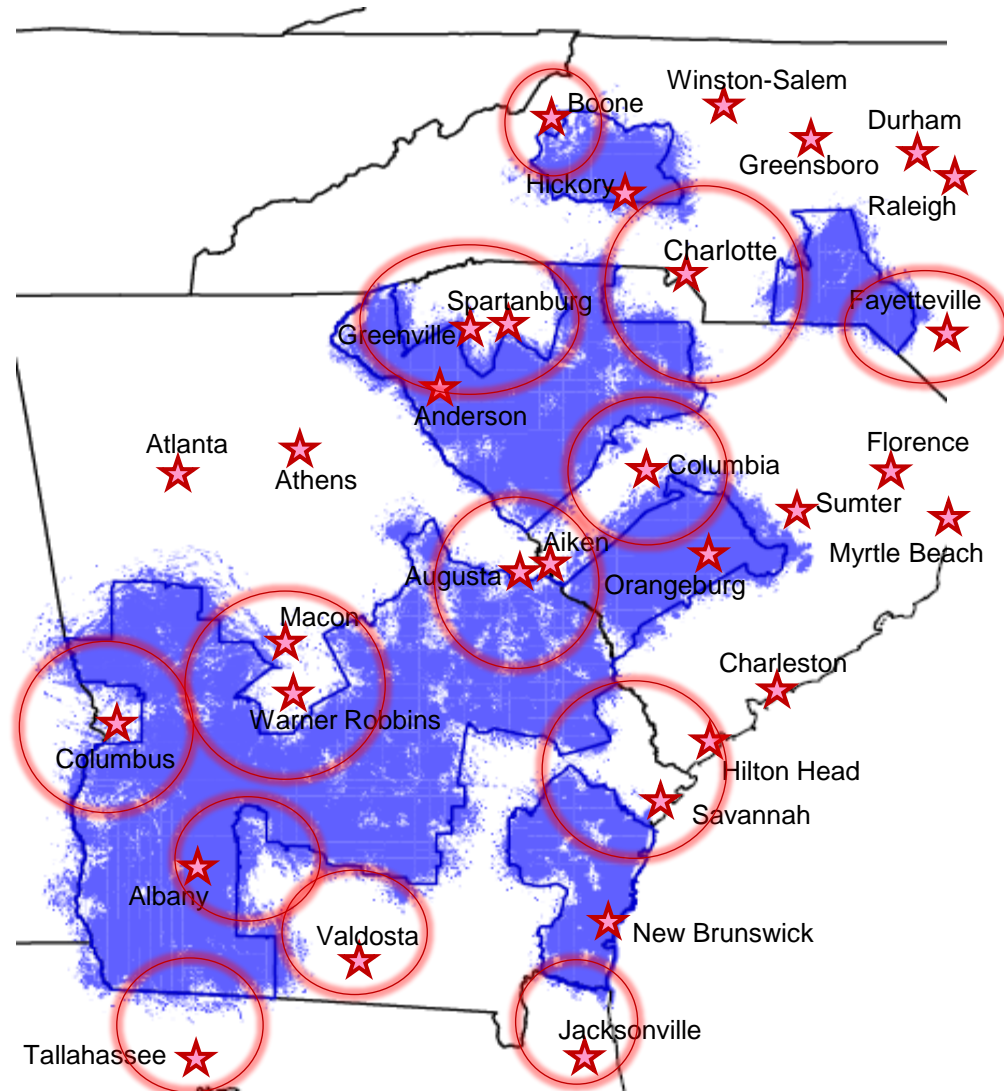 Winston-Salem
Boone
Durham
Greensboro
Hickory
Raleigh
Charlotte
Spartanburg
Fayetteville
Greenville
Anderson
Atlanta
Florence
Columbia
Athens
Sumter
Aiken
Myrtle Beach
Augusta
Orangeburg
Macon
Charleston
Warner Robbins
Columbus
Hilton Head
Savannah
Albany
Valdosta
New Brunswick
Jacksonville
Tallahassee